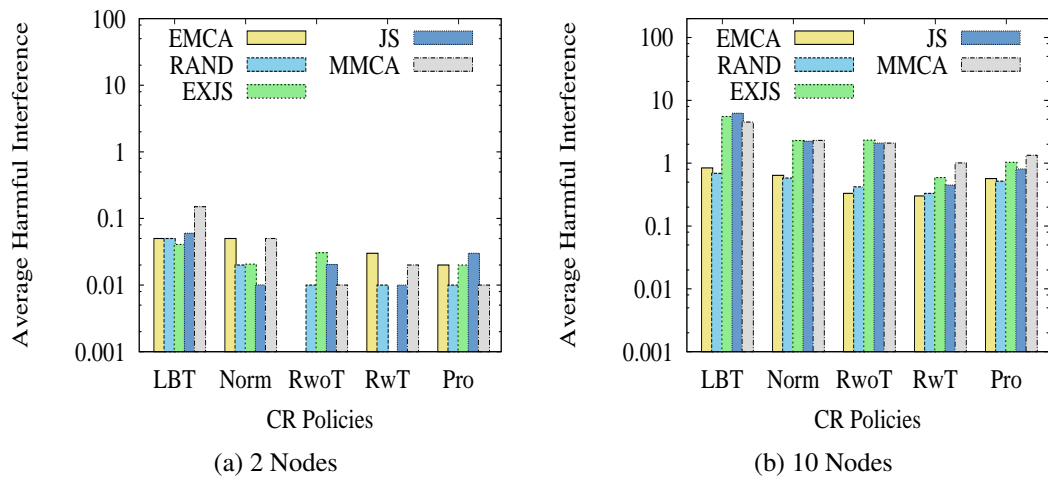 Average Harmful Interference
100
10
1
0.1
0.01
0.001
EMCA
RAND
EXJS
JS
MMCA
LBT Norm RwoT RwT Pro
CR Policies
(a) 2 Nodes
Average Harmful Interference
100
10
1
0.1
0.01
0.001
EMCA
RAND
EXJS
JS
MMCA
LBT Norm RwoT RwT Pro
CR Policies
(b) 10 Nodes